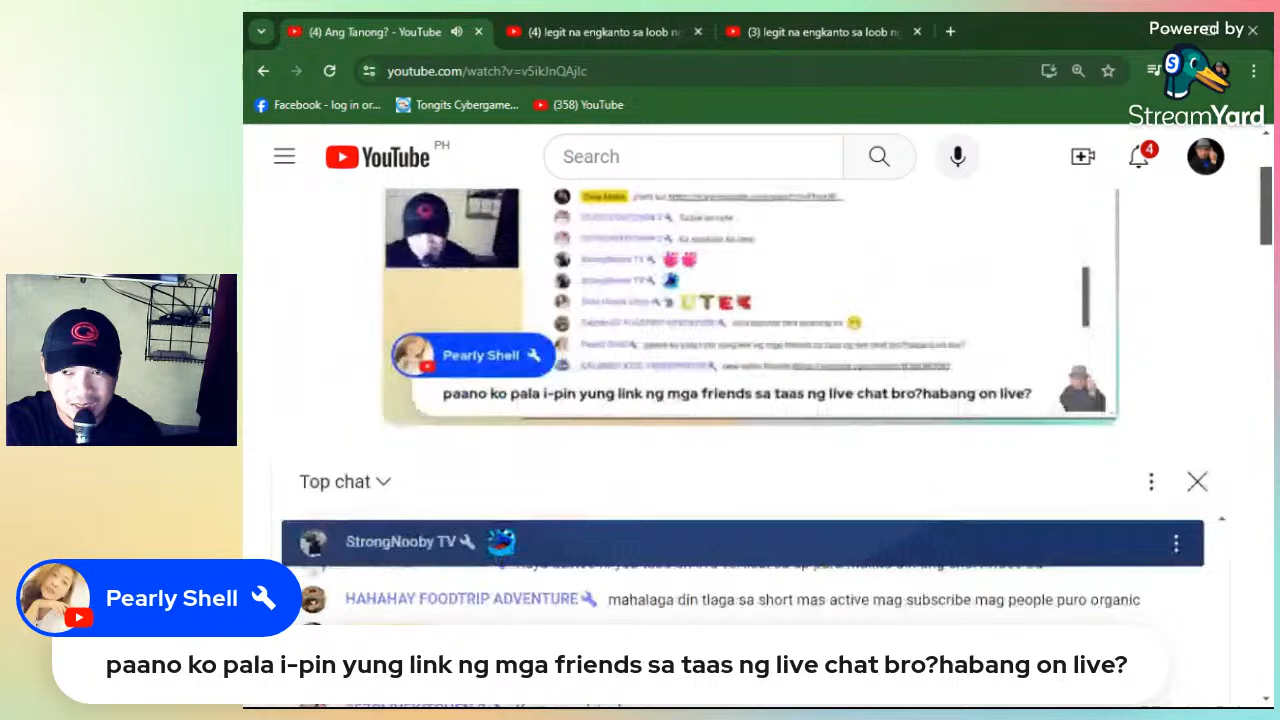 (4) Ang Tanong? - YouTube
(4) legit na engkanto sa loob n
(3) legit na engkanto sa loob n
Powered by
StreamYard
youtube.com/watch?v=v5ikJnQAjlc
Facebook - log in or...
Tongits Cybergame...
(358) YouTube
YouTube PH
Search
4
StrongNooby TV
StrongNooby TV
UTEK
Pearly Shell
paano ko pala i-pin yung link ng mga friends sa taas ng live chat bro?habang on live?
Top chat
StrongNooby TV
HAHAHAY FOODTRIP ADVENTURE mahalaga din tlaga sa short mas active mag subscribe mag people puro organic
Pearly Shell
paano ko pala i-pin yung link ng mga friends sa taas ng live chat bro?habang on live?